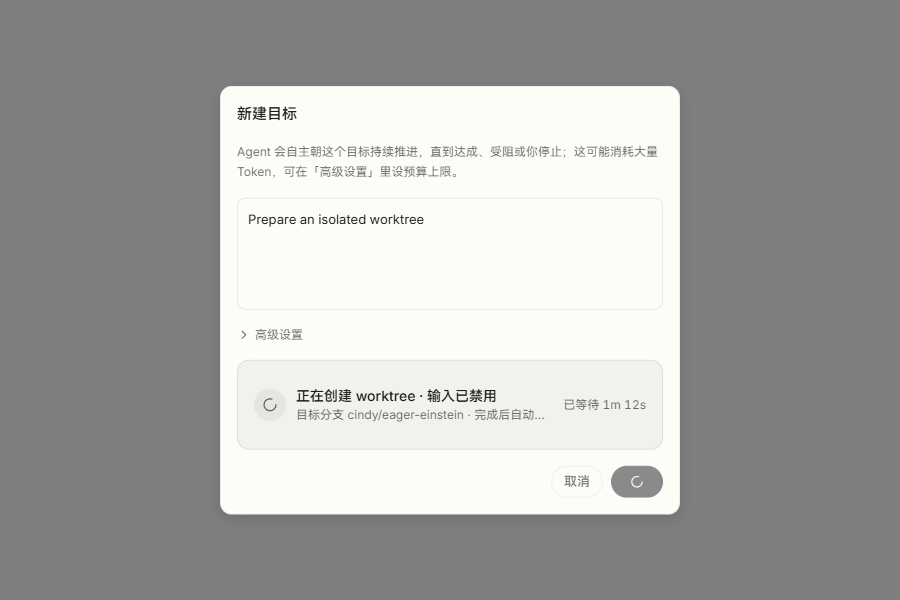 新建目标
Agent 会自主朝这个目标持续推进，直到达成、受阻或你停止；这可能消耗大量
Token，可在「高级设置」里设预算上限。
Prepare an isolated worktree
高级设置
正在创建 worktree · 输入已禁用
目标分支 cindy/eager-einstein · 完成后自动...
已等待 1m 12s
取消